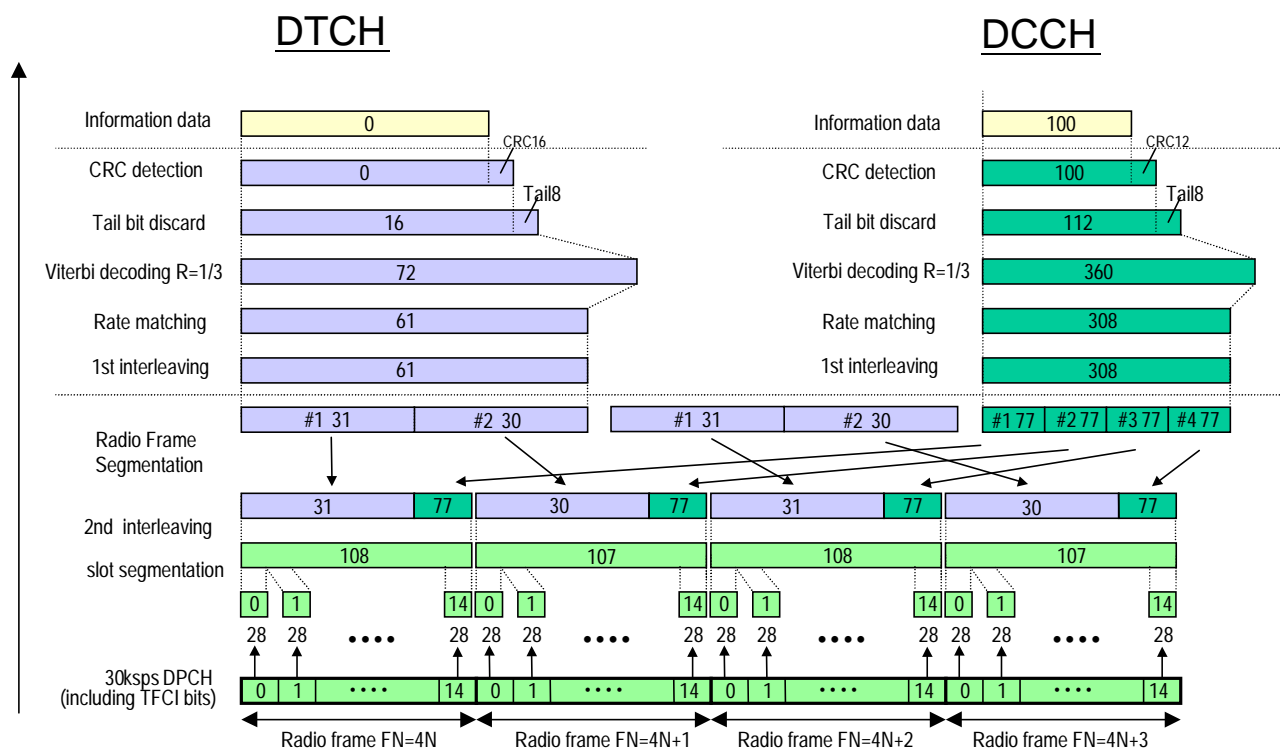 DTCH DCCH
Information data 0 Information data 100
CRC16 CRC12
CRC detection 0 CRC detection 100
Tail8 Tail8
Tail bit discard 16 Tail bit discard 112
Viterbi decoding R=1/3 72 Viterbi decoding R=1/3 360
Rate matching 61 Rate matching 308
1st interleaving 61 1st interleaving 308
#1 31 #2 30 #1 31 #2 30 #1 77 #2 77 #3 77 #4 77
Radio Frame
Segmentation
31 77 30 77 31 77 30 77
2nd interleaving
108 107 108 107
slot segmentation
0 1 14 0 1 14 0 1 14 0 1 14
28 28 •••• 28 28 28 •••• 28 28 28 •••• 28 28 28 •••• 28
30ksps DPCH
(including TFCI bits)
0 1 •••• 14 0 1 •••• 14 0 1 •••• 14 0 1 •••• 14
Radio frame FN=4N Radio frame FN=4N+1 Radio frame FN=4N+2 Radio frame FN=4N+3